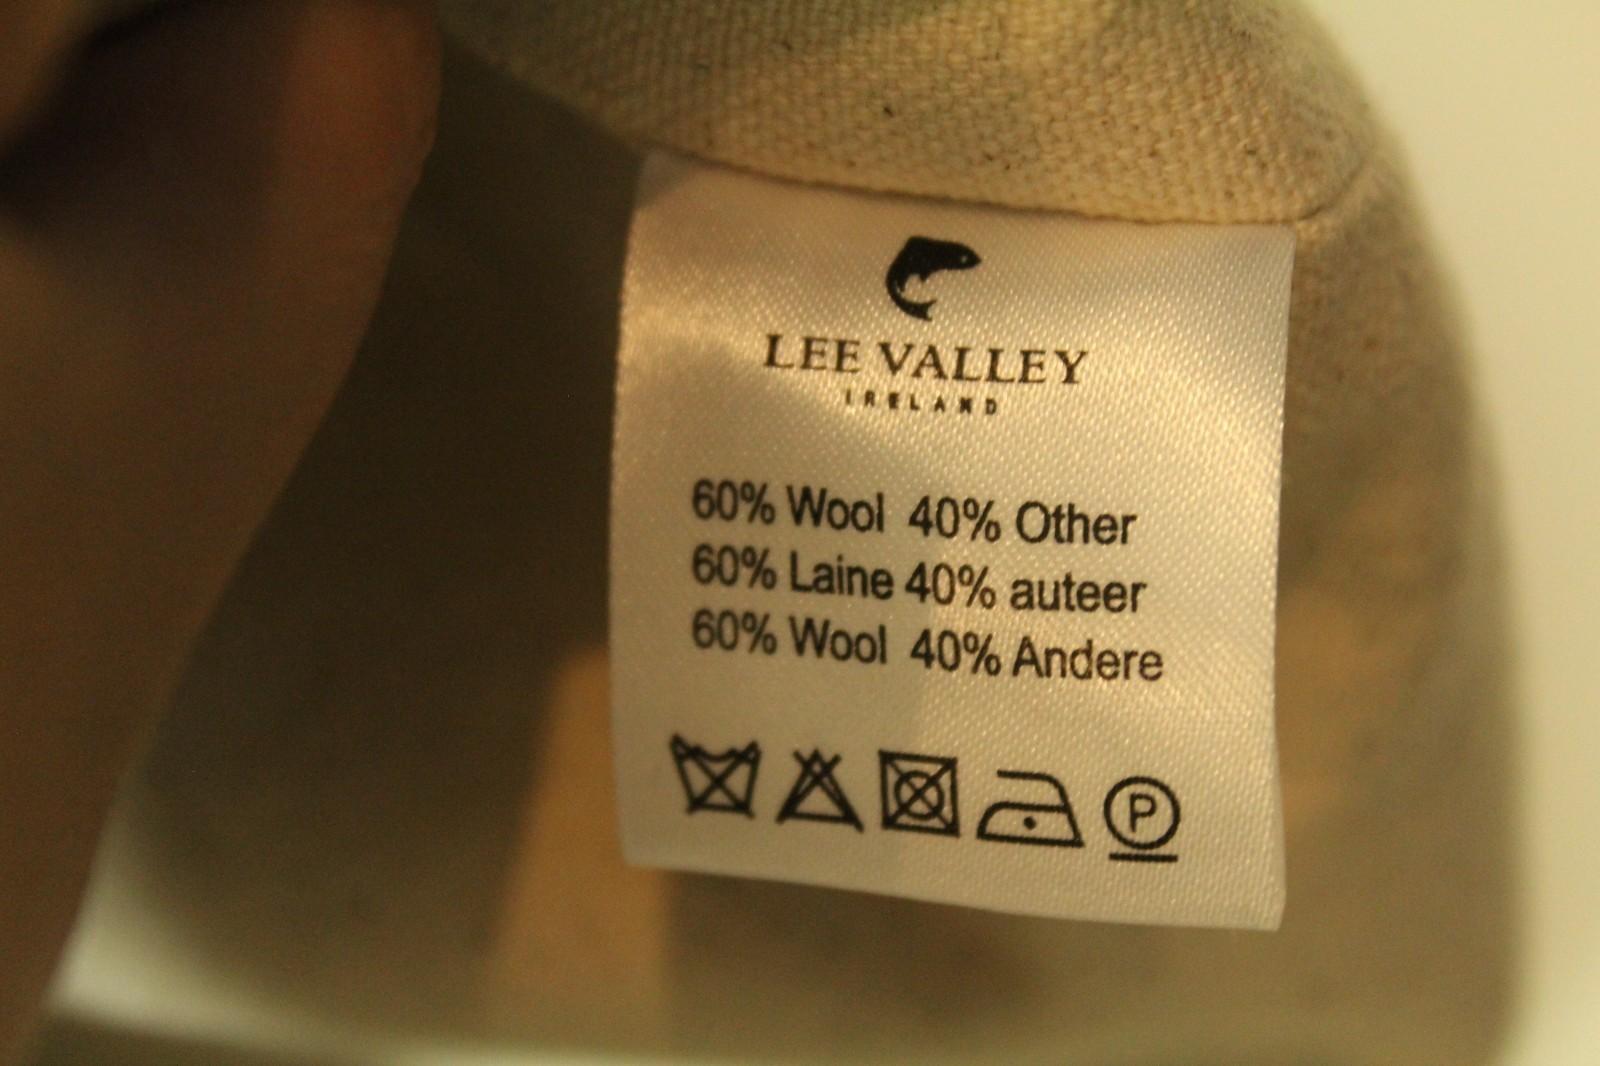 LEE VALLEY
IRELAND
60% Wool 40% Other
60% Laine 40% auteer
60% Wool 40% Andere
P